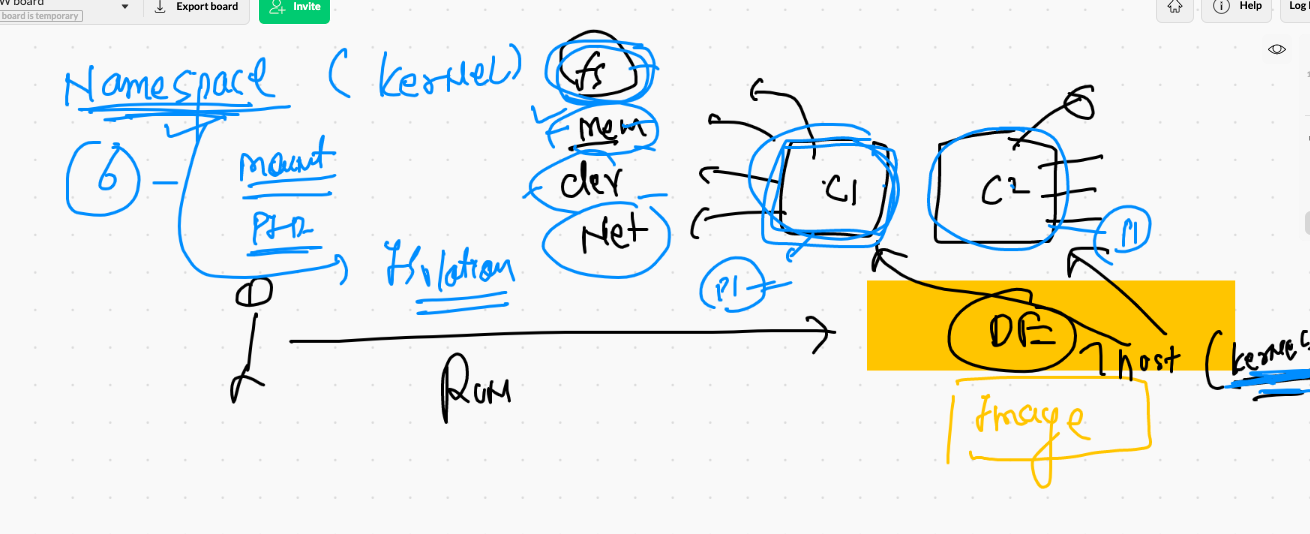 W board
board is temporary
Export board
Invite
Help
Log
Namespace (kernel)
fs
mem
dev
Net
6
mount
PID
Isolation
C1
C2
P1
P1
DE
host (kernel
Run
Image